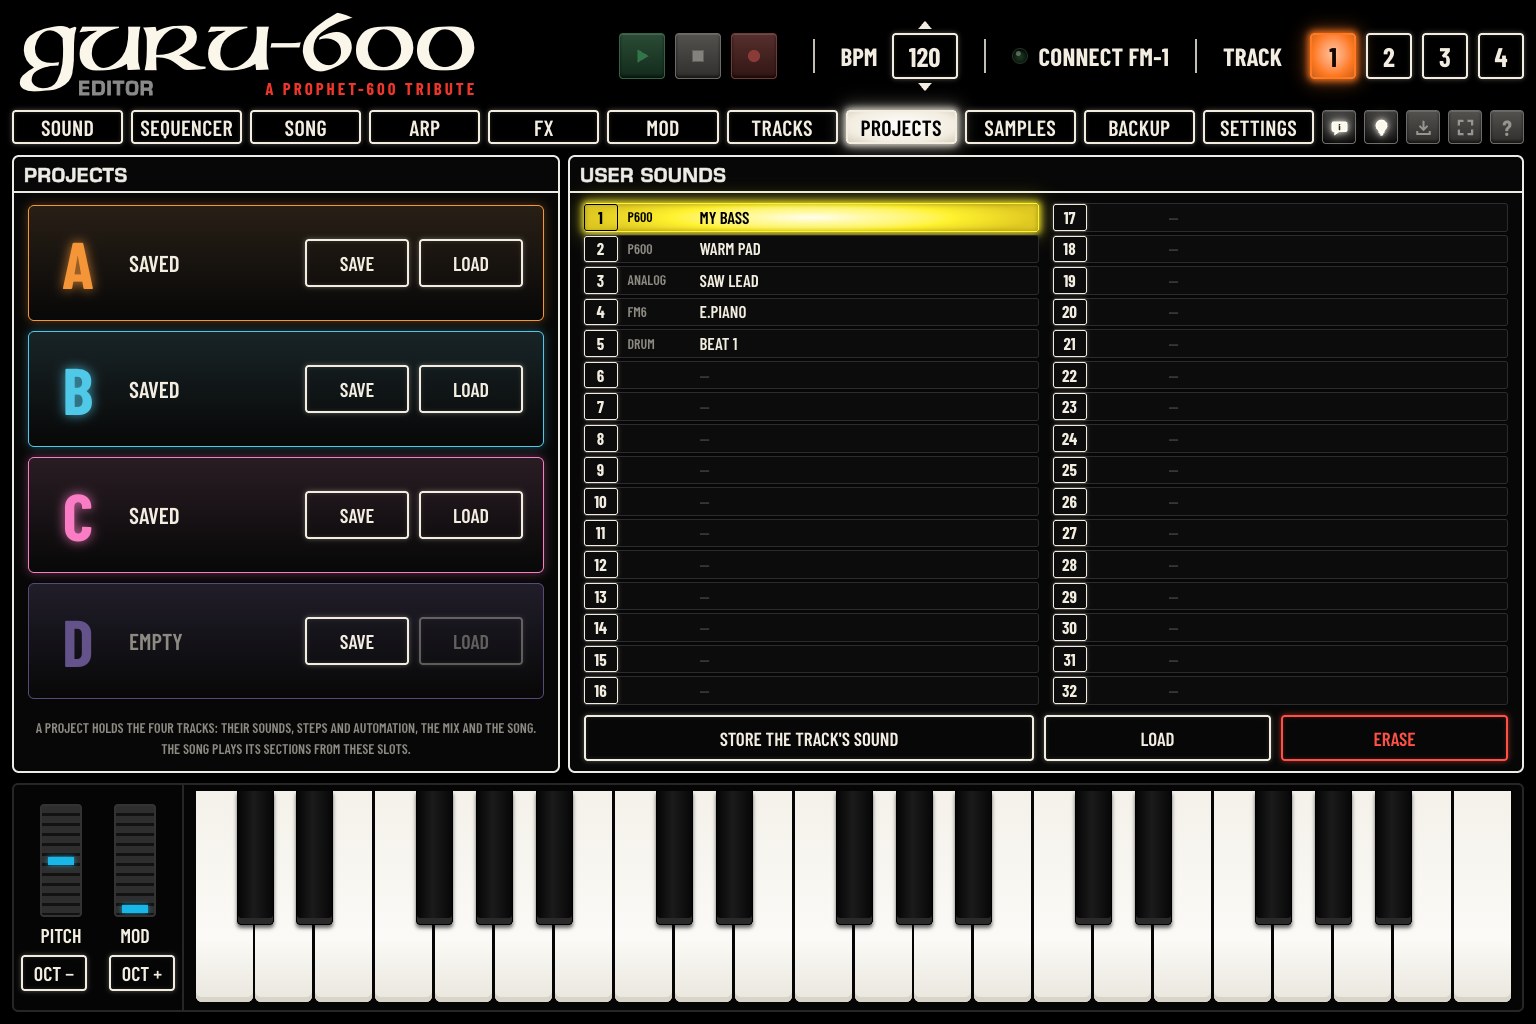 GURU-600
EDITOR
A PROPHET-600 TRIBUTE
BPM 120
CONNECT FM-1
TRACK 1 2 3 4
SOUND SEQUENCER SONG ARP FX MOD TRACKS PROJECTS SAMPLES BACKUP SETTINGS ?
PROJECTS
A SAVED SAVE LOAD
B SAVED SAVE LOAD
C SAVED SAVE LOAD
D EMPTY SAVE LOAD
A PROJECT HOLDS THE FOUR TRACKS: THEIR SOUNDS, STEPS AND AUTOMATION, THE MIX AND THE SONG.
THE SONG PLAYS ITS SECTIONS FROM THESE SLOTS.
USER SOUNDS
1 P600 MY BASS
2 P600 WARM PAD
3 ANALOG SAW LEAD
4 FM6 E.PIANO
5 DRUM BEAT 1
6 –
7 –
8 –
9 –
10 –
11 –
12 –
13 –
14 –
15 –
16 –
17 –
18 –
19 –
20 –
21 –
22 –
23 –
24 –
25 –
26 –
27 –
28 –
29 –
30 –
31 –
32 –
STORE THE TRACK'S SOUND LOAD ERASE
PITCH MOD
OCT – OCT +